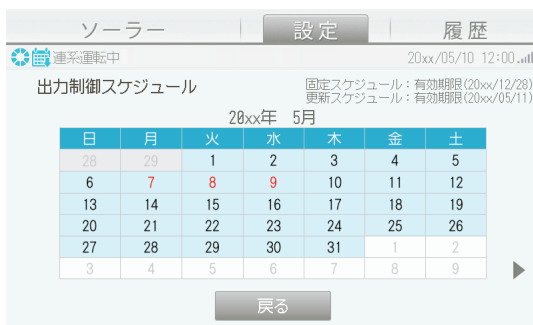 ソーラー 設定 履歴
連系運転中 20xx/05/10 12:00
出力制御スケジュール
固定スケジュール：有効期限(20xx/12/28)
更新スケジュール：有効期限(20xx/05/11)
20xx年 5月
日 月 火 水 木 金 土
28 29 1 2 3 4 5
6 7 8 9 10 11 12
13 14 15 16 17 18 19
20 21 22 23 24 25 26
27 28 29 30 31 1 2
3 4 5 6 7 8 9
戻る